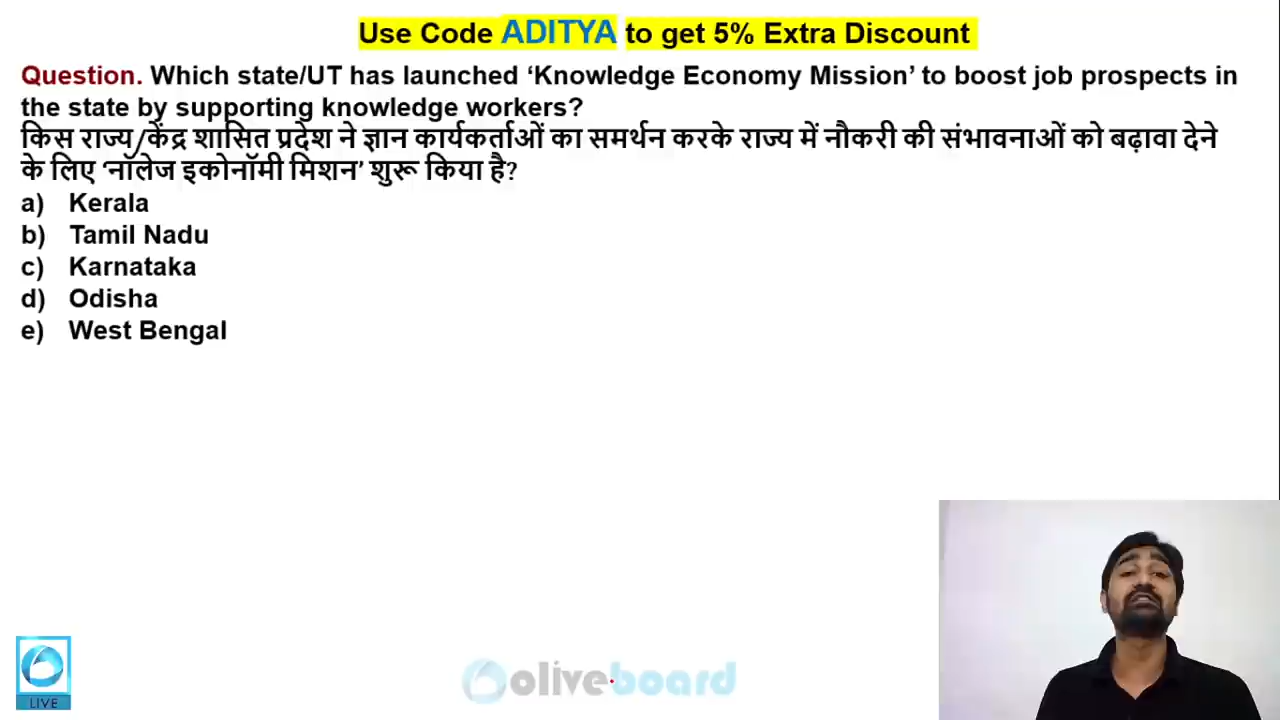 Use Code ADITYA to get 5% Extra Discount
Question. Which state/UT has launched ‘Knowledge Economy Mission’ to boost job prospects in
the state by supporting knowledge workers?
किस राज्य/केंद्र शासित प्रदेश ने ज्ञान कार्यकर्ताओं का समर्थन करके राज्य में नौकरी की संभावनाओं को बढ़ावा देने
के लिए ‘नॉलेज इकोनॉमी मिशन’ शुरू किया है?
a) Kerala
b) Tamil Nadu
c) Karnataka
d) Odisha
e) West Bengal
LIVE
oliveboard